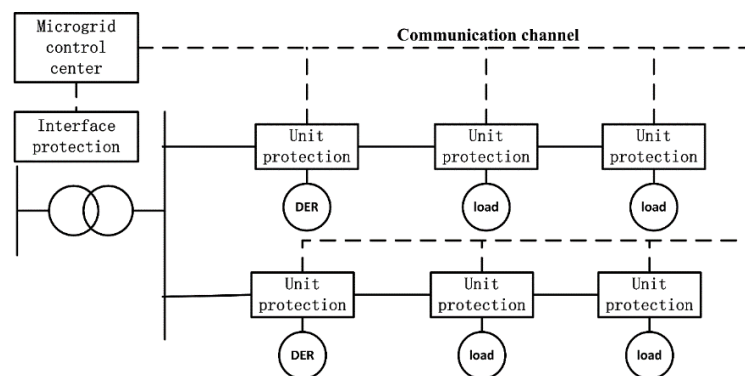 Microgrid
control
center
Communication channel
Interface
protection
Unit
protection
Unit
protection
Unit
protection
DER
load
load
Unit
protection
Unit
protection
Unit
protection
DER
load
load